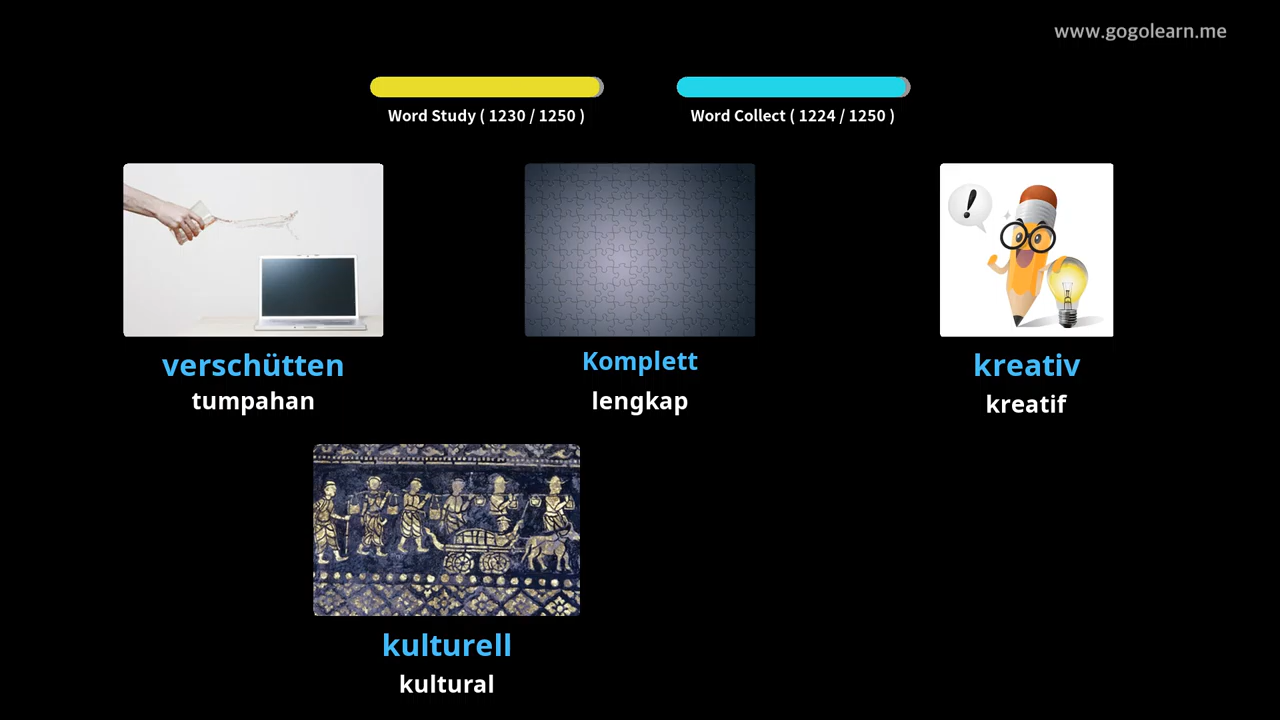 www.gogolearn.me
Word Study ( 1230 / 1250 )
Word Collect ( 1224 / 1250 )
verschütten
tumpahan
Komplett
lengkap
kreativ
kreatif
kulturell
kultural